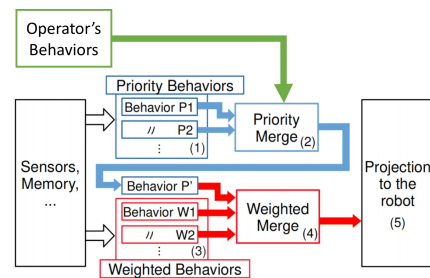 Operator's
Behaviors
Priority Behaviors
Behavior P1
〃 P2
⋮ (1)
Priority
Merge
(2)
Sensors,
Memory,
...
Behavior P'
Behavior W1
〃 W2
⋮ (3)
Weighted Behaviors
Weighted
Merge
(4)
Projection
to the
robot
(5)